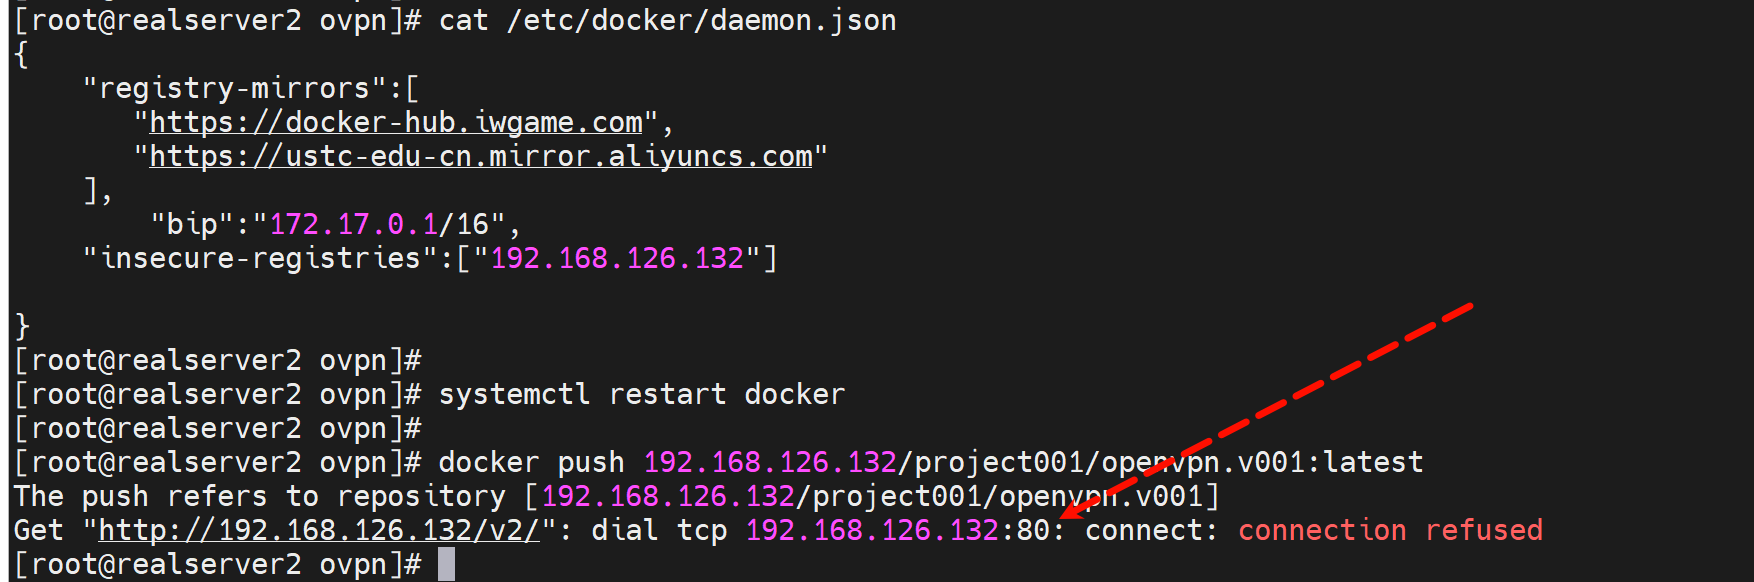 [root@realserver2 ovpn]# cat /etc/docker/daemon.json
{
    "registry-mirrors":[
       "https://docker-hub.iwgame.com",
       "https://ustc-edu-cn.mirror.aliyuncs.com"
    ],
        "bip":"172.17.0.1/16",
    "insecure-registries":["192.168.126.132"]
}
[root@realserver2 ovpn]#
[root@realserver2 ovpn]# systemctl restart docker
[root@realserver2 ovpn]#
[root@realserver2 ovpn]# docker push 192.168.126.132/project001/openvpn.v001:latest
The push refers to repository [192.168.126.132/project001/openvpn.v001]
Get "http://192.168.126.132/v2/": dial tcp 192.168.126.132:80: connect: connection refused
[root@realserver2 ovpn]#